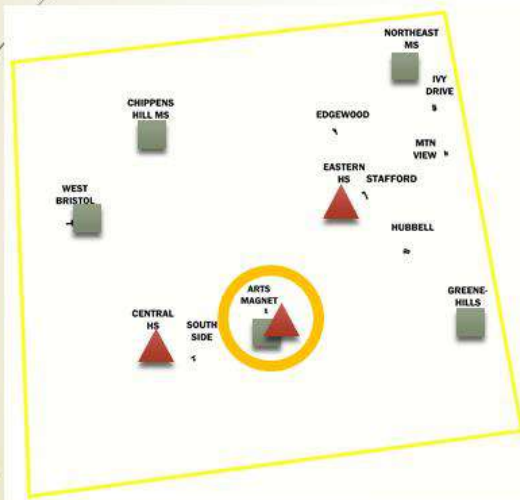 NORTHEAST
MS
IVY
DRIVE
CHIPPENS
HILL MS
EDGEWOOD
MTN
VIEW
EASTERN
HS
STAFFORD
WEST
BRISTOL
HUBBELL
ARTS
MAGNET
GREENE-
HILLS
CENTRAL
HS
SOUTH
SIDE